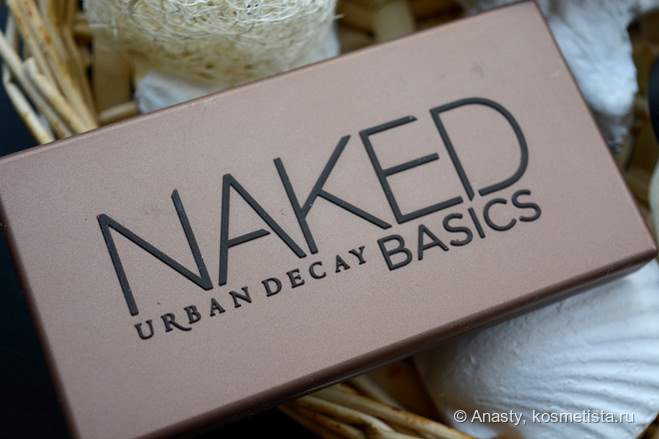 NAKED
URBAN DECAY BASICS
© Anasty, kosmetista.ru